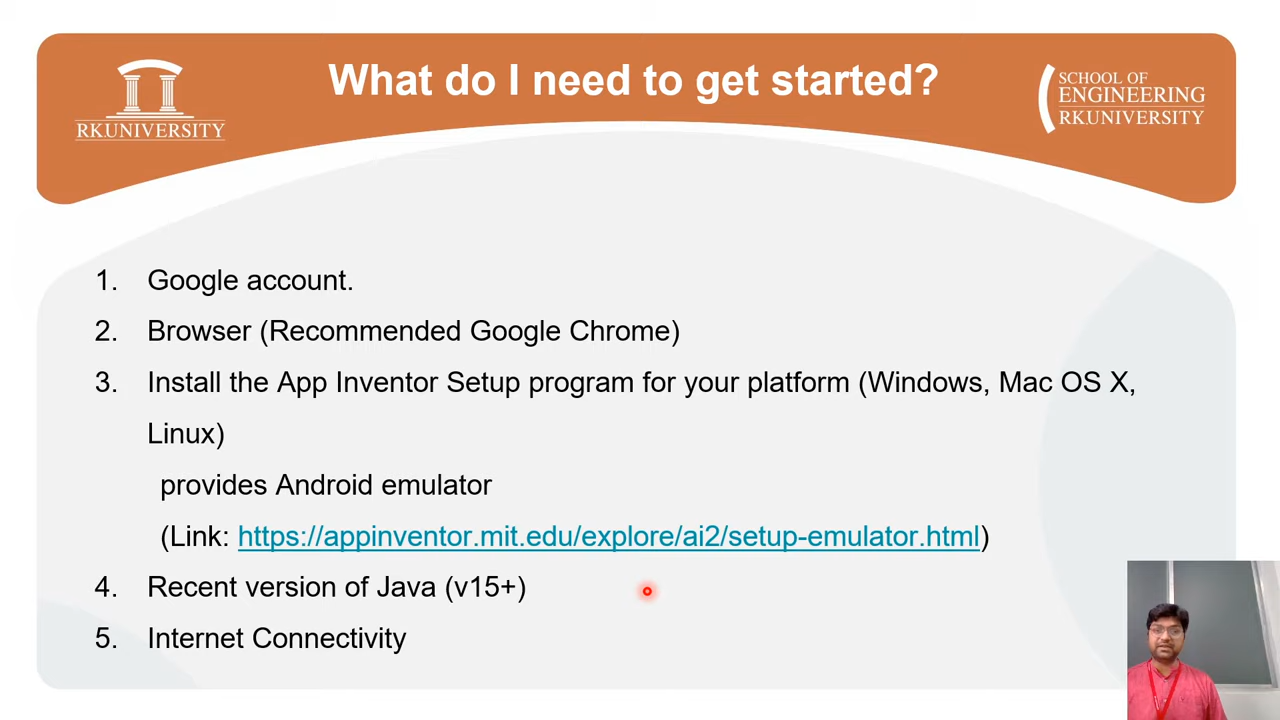 What do I need to get started?
RKUNIVERSITY
SCHOOL OF
ENGINEERING
RKUNIVERSITY
1. Google account.
2. Browser (Recommended Google Chrome)
3. Install the App Inventor Setup program for your platform (Windows, Mac OS X,
Linux)
provides Android emulator
(Link: https://appinventor.mit.edu/explore/ai2/setup-emulator.html)
4. Recent version of Java (v15+)
5. Internet Connectivity